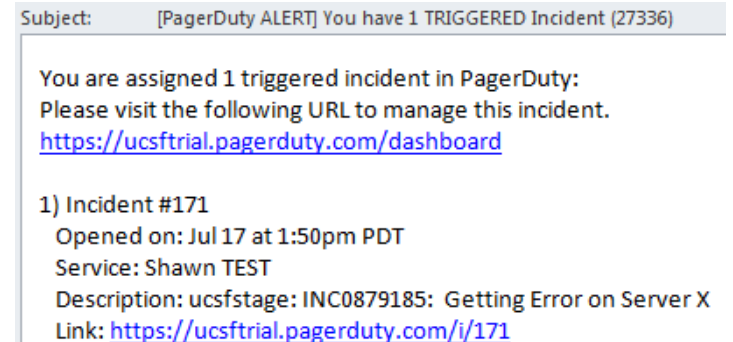 Subject: [PagerDuty ALERT] You have 1 TRIGGERED Incident (27336)
You are assigned 1 triggered incident in PagerDuty:
Please visit the following URL to manage this incident.
https://ucsftrial.pagerduty.com/dashboard
1) Incident #171
Opened on: Jul 17 at 1:50pm PDT
Service: Shawn TEST
Description: ucsfstage: INC0879185:  Getting Error on Server X
Link: https://ucsftrial.pagerduty.com/i/171